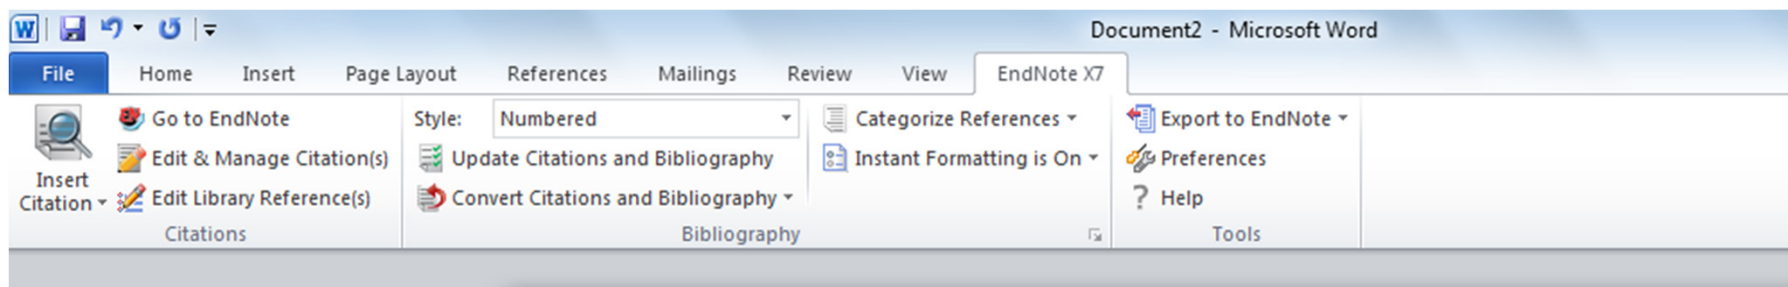 W Document2 - Microsoft Word
File Home Insert Page Layout References Mailings Review View EndNote X7
Insert Citation
Go to EndNote
Edit & Manage Citation(s)
Edit Library Reference(s)
Citations
Style: Numbered
Update Citations and Bibliography
Convert Citations and Bibliography
Categorize References
Instant Formatting is On
Bibliography
Export to EndNote
Preferences
? Help
Tools